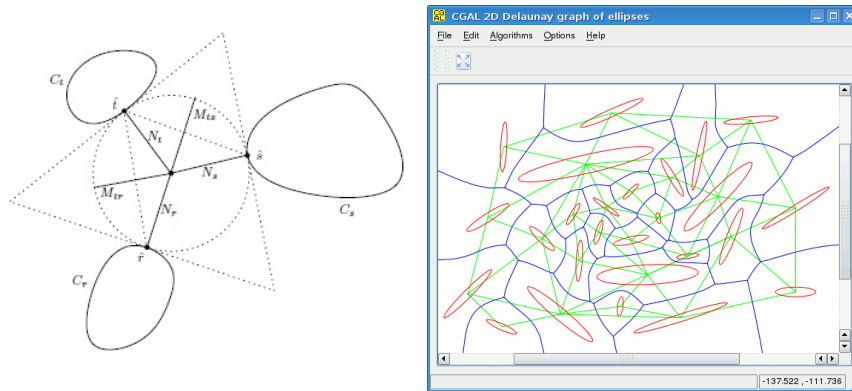 C_t
t̂
M_ts
N_t
ŝ
N_s
M_tr
C_s
N_r
r̂
C_r
CGAL 2D Delaunay graph of ellipses
File Edit Algorithms Options Help
-137.522 , -111.736